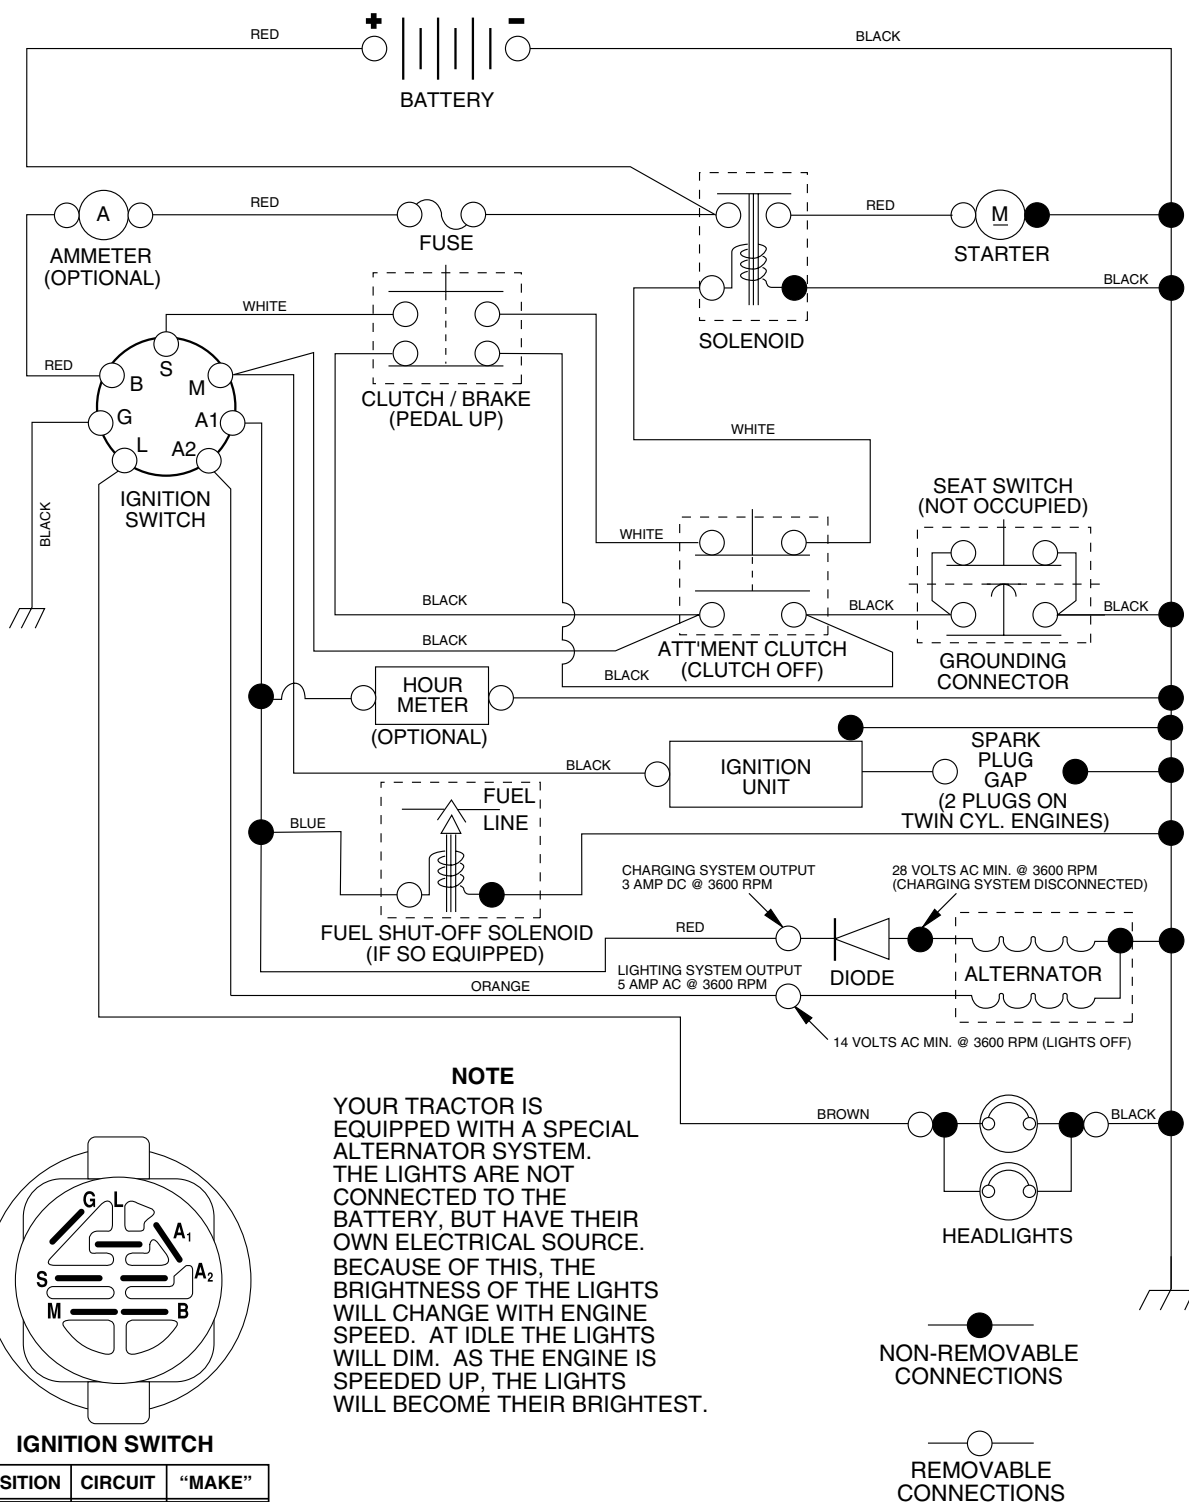 + -
RED
BLACK
BATTERY
A
RED
FUSE
RED
M
STARTER
AMMETER
(OPTIONAL)
BLACK
WHITE
SOLENOID
RED
S
B
M
G
A1
L
A2
CLUTCH / BRAKE
(PEDAL UP)
IGNITION
SWITCH
BLACK
WHITE
SEAT SWITCH
(NOT OCCUPIED)
WHITE
BLACK
BLACK
BLACK
BLACK
ATT'MENT CLUTCH
(CLUTCH OFF)
BLACK
GROUNDING
CONNECTOR
HOUR
METER
(OPTIONAL)
BLACK
IGNITION
UNIT
SPARK
PLUG
GAP
(2 PLUGS ON
TWIN CYL. ENGINES)
BLUE
FUEL
LINE
FUEL SHUT-OFF SOLENOID
(IF SO EQUIPPED)
CHARGING SYSTEM OUTPUT
3 AMP DC @ 3600 RPM
28 VOLTS AC MIN. @ 3600 RPM
(CHARGING SYSTEM DISCONNECTED)
RED
DIODE
ALTERNATOR
LIGHTING SYSTEM OUTPUT
5 AMP AC @ 3600 RPM
ORANGE
14 VOLTS AC MIN. @ 3600 RPM (LIGHTS OFF)
BROWN
BLACK
HEADLIGHTS
NOTE
YOUR TRACTOR IS
EQUIPPED WITH A SPECIAL
ALTERNATOR SYSTEM.
THE LIGHTS ARE NOT
CONNECTED TO THE
BATTERY, BUT HAVE THEIR
OWN ELECTRICAL SOURCE.
BECAUSE OF THIS, THE
BRIGHTNESS OF THE LIGHTS
WILL CHANGE WITH ENGINE
SPEED. AT IDLE THE LIGHTS
WILL DIM. AS THE ENGINE IS
SPEEDED UP, THE LIGHTS
WILL BECOME THEIR BRIGHTEST.
G L
A1
A2
S
M B
IGNITION SWITCH
SITION CIRCUIT “MAKE”
NON-REMOVABLE
CONNECTIONS
REMOVABLE
CONNECTIONS